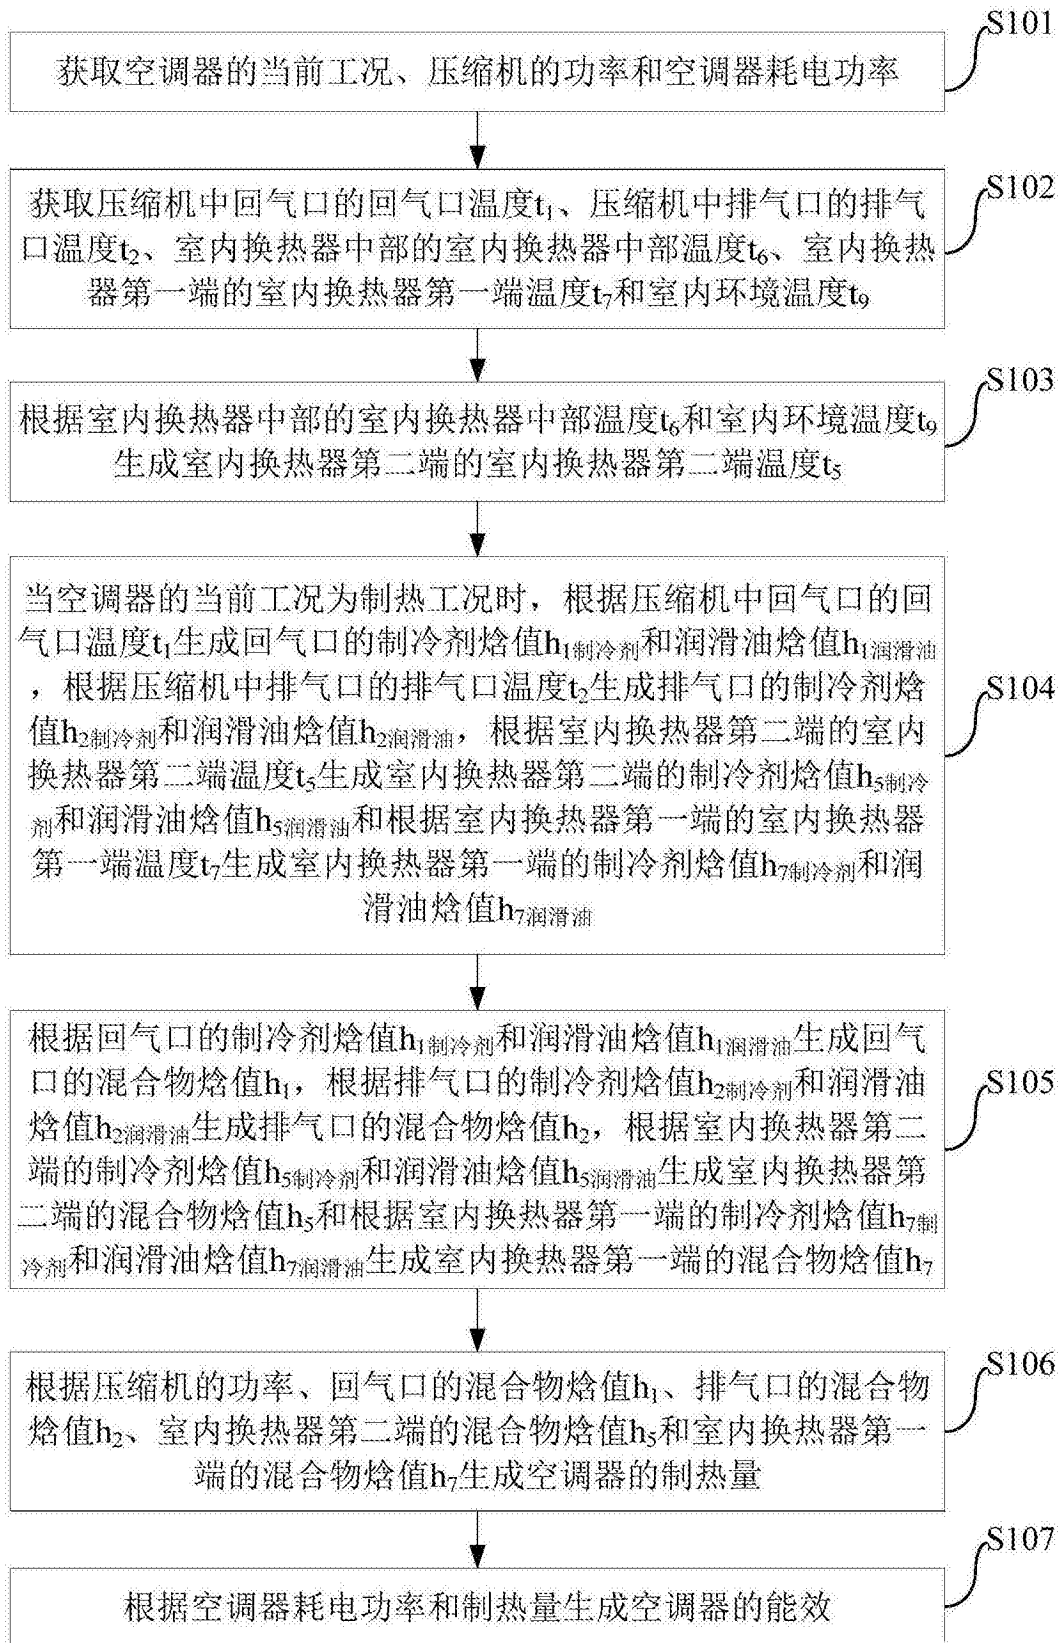 S101
获取空调器的当前工况、压缩机的功率和空调器耗电功率
S102
获取压缩机中回气口的回气口温度t₁、压缩机中排气口的排气
口温度t₂、室内换热器中部的室内换热器中部温度t₆、室内换热
器第一端的室内换热器第一端温度t₇和室内环境温度t₉
S103
根据室内换热器中部的室内换热器中部温度t₆和室内环境温度t₉
生成室内换热器第二端的室内换热器第二端温度t₅
S104
当空调器的当前工况为制热工况时，根据压缩机中回气口的回
气口温度t₁生成回气口的制冷剂焓值h₁制冷剂和润滑油焓值h₁润滑油
，根据压缩机中排气口的排气口温度t₂生成排气口的制冷剂焓
值h₂制冷剂和润滑油焓值h₂润滑油，根据室内换热器第二端的室内
换热器第二端温度t₅生成室内换热器第二端的制冷剂焓值h₅制冷
剂和润滑油焓值h₅润滑油和根据室内换热器第一端的室内换热器
第一端温度t₇生成室内换热器第一端的制冷剂焓值h₇制冷剂和润
滑油焓值h₇润滑油
S105
根据回气口的制冷剂焓值h₁制冷剂和润滑油焓值h₁润滑油生成回气
口的混合物焓值h₁，根据排气口的制冷剂焓值h₂制冷剂和润滑油
焓值h₂润滑油生成排气口的混合物焓值h₂，根据室内换热器第二
端的制冷剂焓值h₅制冷剂和润滑油焓值h₅润滑油生成室内换热器第
二端的混合物焓值h₅和根据室内换热器第一端的制冷剂焓值h₇制
冷剂和润滑油焓值h₇润滑油生成室内换热器第一端的混合物焓值h₇
S106
根据压缩机的功率、回气口的混合物焓值h₁、排气口的混合物
焓值h₂、室内换热器第二端的混合物焓值h₅和室内换热器第一
端的混合物焓值h₇生成空调器的制热量
S107
根据空调器耗电功率和制热量生成空调器的能效